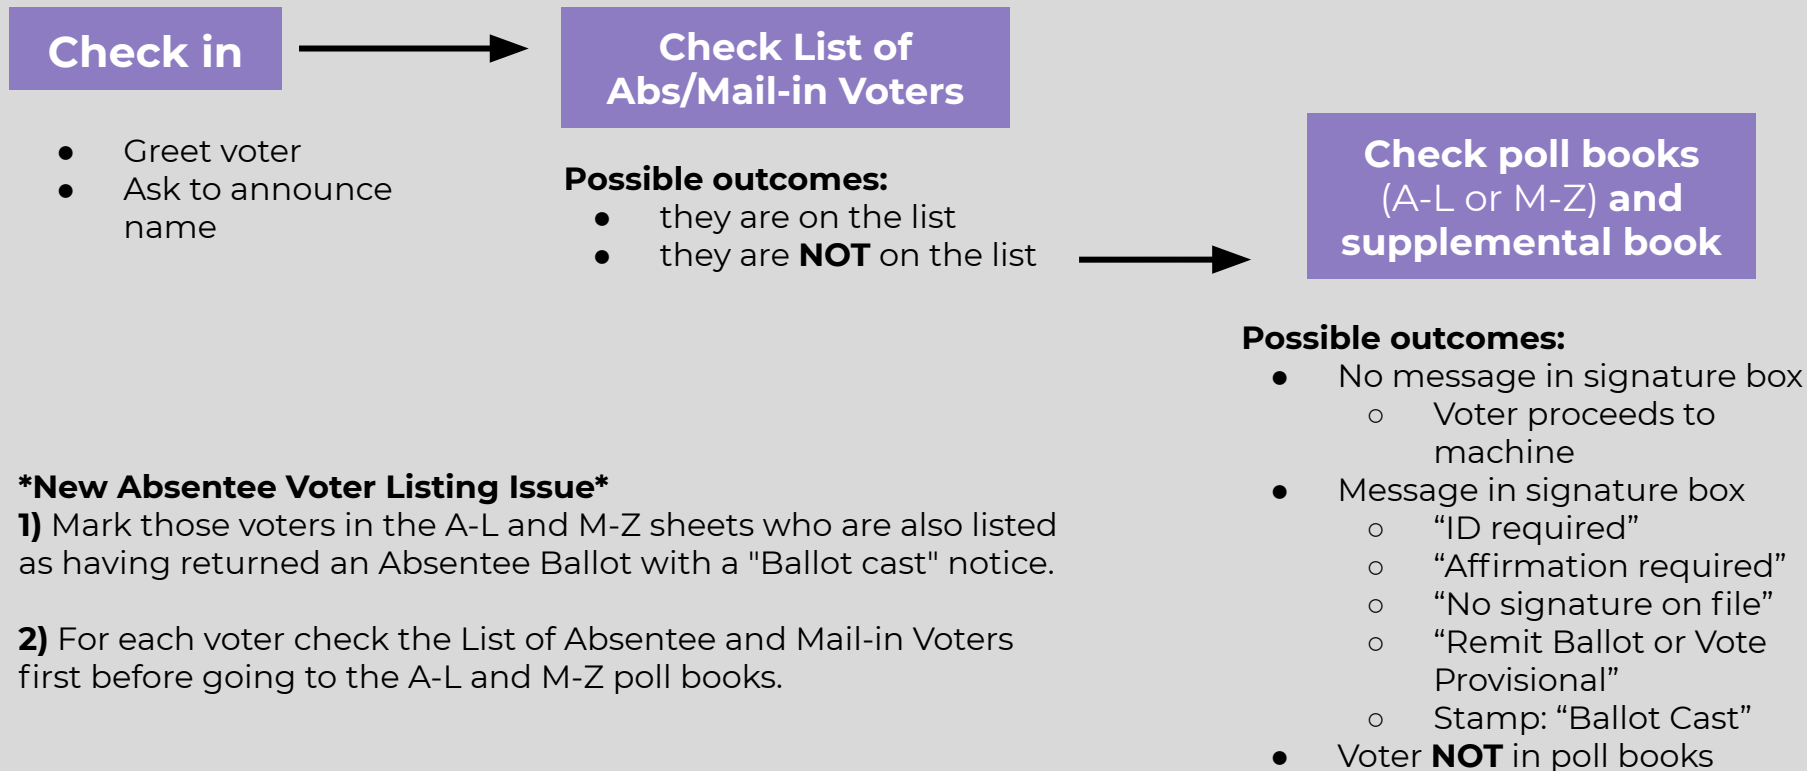 Check in
● Greet voter
● Ask to announce
name
Check List of
Abs/Mail-in Voters
Possible outcomes:
● they are on the list
● they are NOT on the list
Check poll books
(A-L or M-Z) and
supplemental book
Possible outcomes:
● No message in signature box
○ Voter proceeds to
machine
● Message in signature box
○ “ID required”
○ “Affirmation required”
○ “No signature on file”
○ “Remit Ballot or Vote
Provisional”
○ Stamp: “Ballot Cast”
● Voter NOT in poll books
*New Absentee Voter Listing Issue*
1) Mark those voters in the A-L and M-Z sheets who are also listed
as having returned an Absentee Ballot with a "Ballot cast" notice.
2) For each voter check the List of Absentee and Mail-in Voters
first before going to the A-L and M-Z poll books.